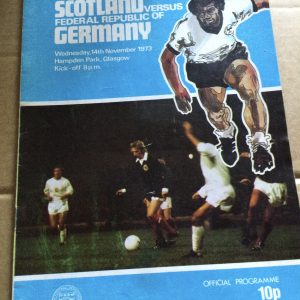 SCOTLAND VERSUS
FEDERAL REPUBLIC OF
GERMANY
Wednesday, 14th November 1973
Hampden Park, Glasgow
Kick-off 8 p.m.
OFFICIAL PROGRAMME
10p